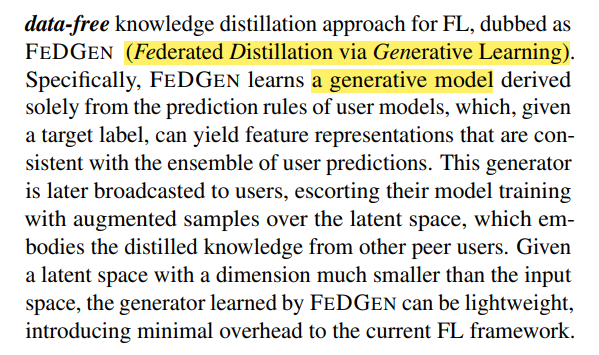 data-free knowledge distillation approach for FL, dubbed as
FEDGEN (Federated Distillation via Generative Learning).
Specifically, FEDGEN learns a generative model derived
solely from the prediction rules of user models, which, given
a target label, can yield feature representations that are con-
sistent with the ensemble of user predictions. This generator
is later broadcasted to users, escorting their model training
with augmented samples over the latent space, which em-
bodies the distilled knowledge from other peer users. Given
a latent space with a dimension much smaller than the input
space, the generator learned by FEDGEN can be lightweight,
introducing minimal overhead to the current FL framework.